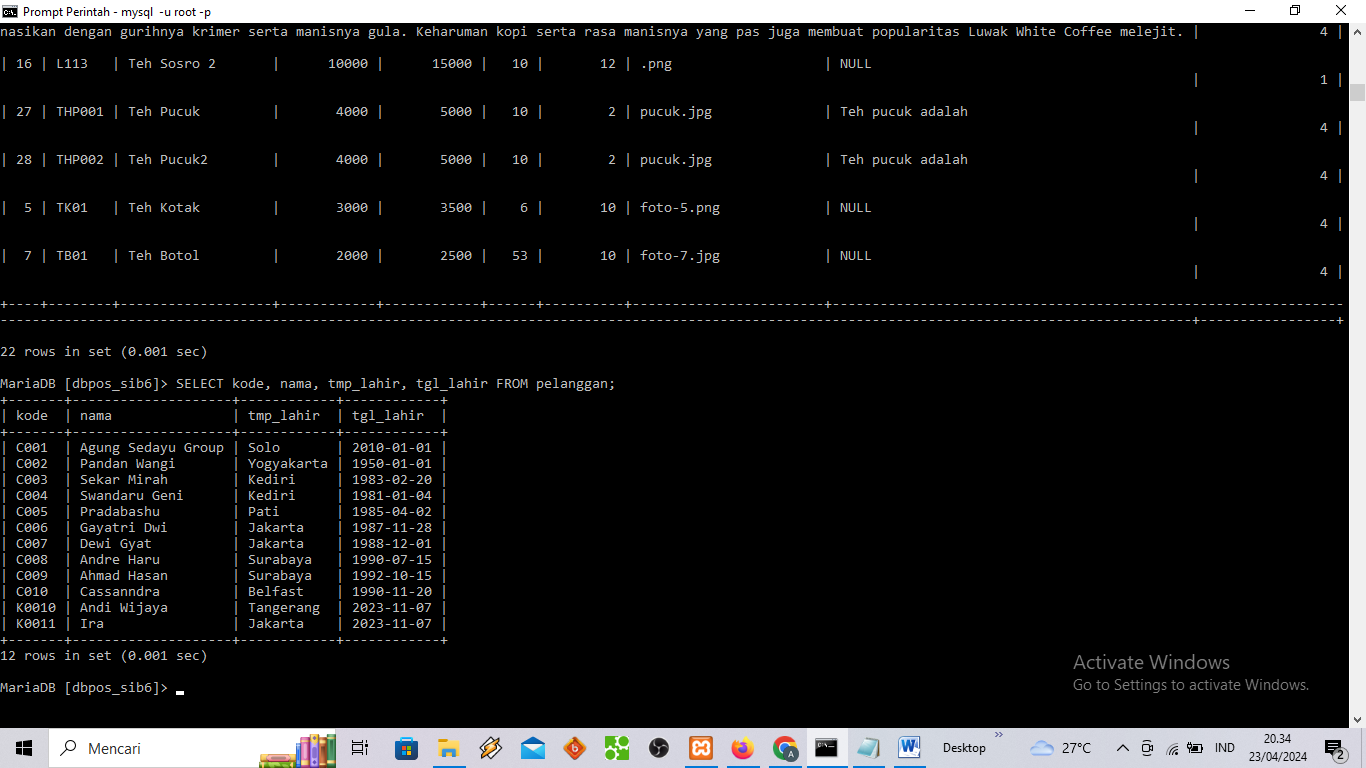 Prompt Perintah - mysql -u root -p
nasikan dengan gurihnya krimer serta manisnya gula. Keharuman kopi serta rasa manisnya yang pas juga membuat popularitas Luwak White Coffee melejit. | 4 |
| 16 | L113 | Teh Sosro 2 | 10000 | 15000 | 10 | 12 | .png | NULL
| 1 |
| 27 | THP001 | Teh Pucuk | 4000 | 5000 | 10 | 2 | pucuk.jpg | Teh pucuk adalah
| 4 |
| 28 | THP002 | Teh Pucuk2 | 4000 | 5000 | 10 | 2 | pucuk.jpg | Teh pucuk adalah
| 4 |
| 5 | TK01 | Teh Kotak | 3000 | 3500 | 6 | 10 | foto-5.png | NULL
| 4 |
| 7 | TB01 | Teh Botol | 2000 | 2500 | 53 | 10 | foto-7.jpg | NULL
| 4 |
22 rows in set (0.001 sec)
MariaDB [dbpos_sib6]> SELECT kode, nama, tmp_lahir, tgl_lahir FROM pelanggan;
| kode | nama | tmp_lahir | tgl_lahir |
| C001 | Agung Sedayu Group | Solo | 2010-01-01 |
| C002 | Pandan Wangi | Yogyakarta | 1950-01-01 |
| C003 | Sekar Mirah | Kediri | 1983-02-20 |
| C004 | Swandaru Geni | Kediri | 1981-01-04 |
| C005 | Pradabashu | Pati | 1985-04-02 |
| C006 | Gayatri Dwi | Jakarta | 1987-11-28 |
| C007 | Dewi Gyat | Jakarta | 1988-12-01 |
| C008 | Andre Haru | Surabaya | 1990-07-15 |
| C009 | Ahmad Hasan | Surabaya | 1992-10-15 |
| C010 | Cassanndra | Belfast | 1990-11-20 |
| K0010 | Andi Wijaya | Tangerang | 2023-11-07 |
| K0011 | Ira | Jakarta | 2023-11-07 |
12 rows in set (0.001 sec)
MariaDB [dbpos_sib6]>
Activate Windows
Go to Settings to activate Windows.
Mencari
Desktop
27°C
IND
20.34
23/04/2024
2